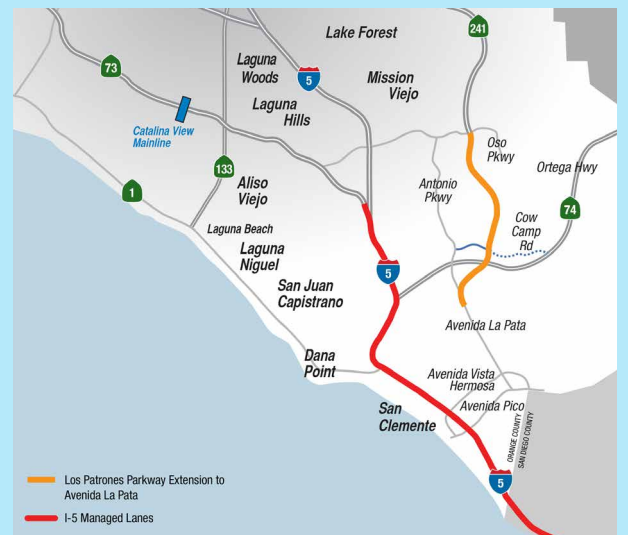 Lake Forest
241
Laguna
Woods
5
Mission
Viejo
73
Laguna
Hills
Catalina View
Mainline
Oso
Pkwy
Ortega Hwy
133
Aliso
Viejo
Antonio
Pkwy
1
74
Cow
Camp
Rd
Laguna Beach
Laguna
Niguel
5
San Juan
Capistrano
Avenida La Pata
Dana
Point
Avenida Vista
Hermosa
San
Clemente
Avenida Pico
ORANGE COUNTY
SAN DIEGO COUNTY
Los Patrones Parkway Extension to
Avenida La Pata
5
I-5 Managed Lanes